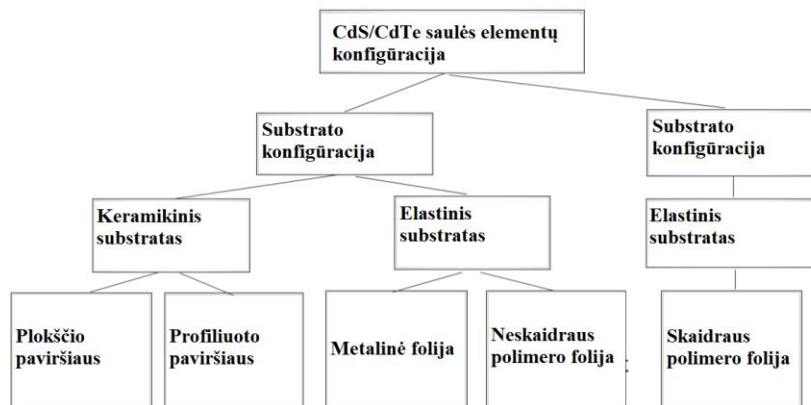 CdS/CdTe saulės elementų
konfigūracija
Substrato
konfigūracija
Substrato
konfigūracija
Keramikinis
substratas
Elastinis
substratas
Elastinis
substratas
Plokščio
paviršiaus
Profiliuoto
paviršiaus
Metalinė folija
Neskaidraus
polimero folija
Skaidraus
polimero folija